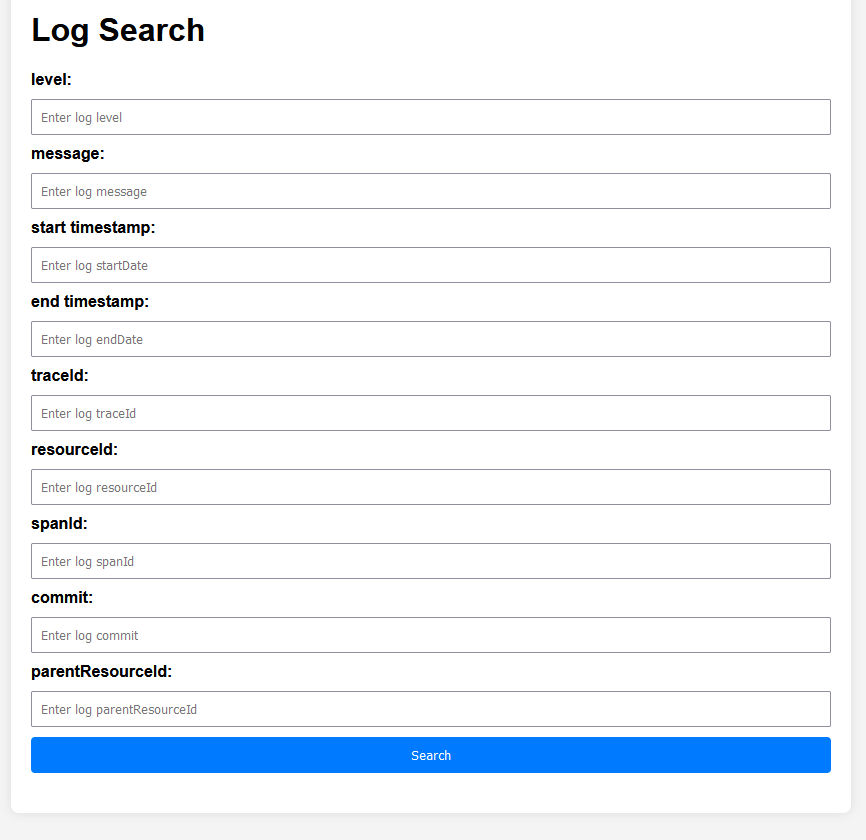 Log Search
level:
Enter log level
message:
Enter log message
start timestamp:
Enter log startDate
end timestamp:
Enter log endDate
traceId:
Enter log traceId
resourceId:
Enter log resourceId
spanId:
Enter log spanId
commit:
Enter log commit
parentResourceId:
Enter log parentResourceId
Search